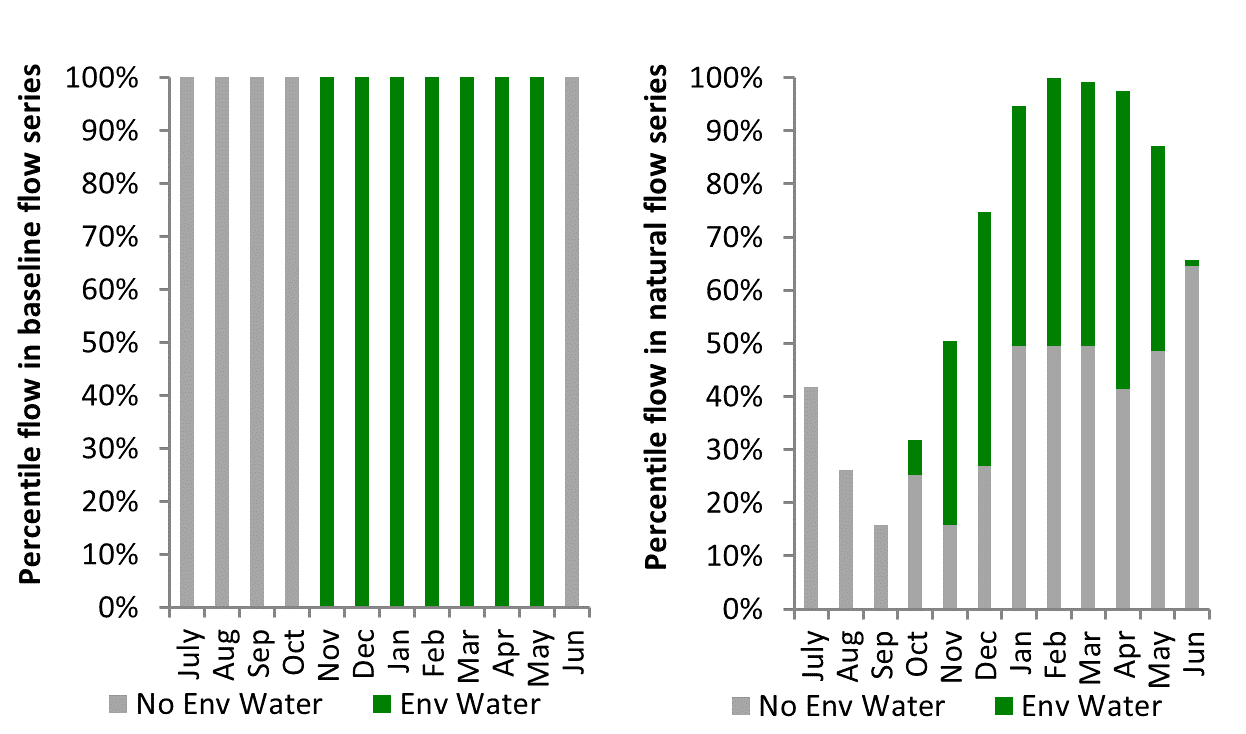 Percentile flow in baseline flow series
100%
90%
80%
70%
60%
50%
40%
30%
20%
10%
0%
July
Aug
Sep
Oct
Nov
Dec
Jan
Feb
Mar
Apr
May
Jun
No Env Water
Env Water
Percentile flow in natural flow series
100%
90%
80%
70%
60%
50%
40%
30%
20%
10%
0%
July
Aug
Sep
Oct
Nov
Dec
Jan
Feb
Mar
Apr
May
Jun
No Env Water
Env Water